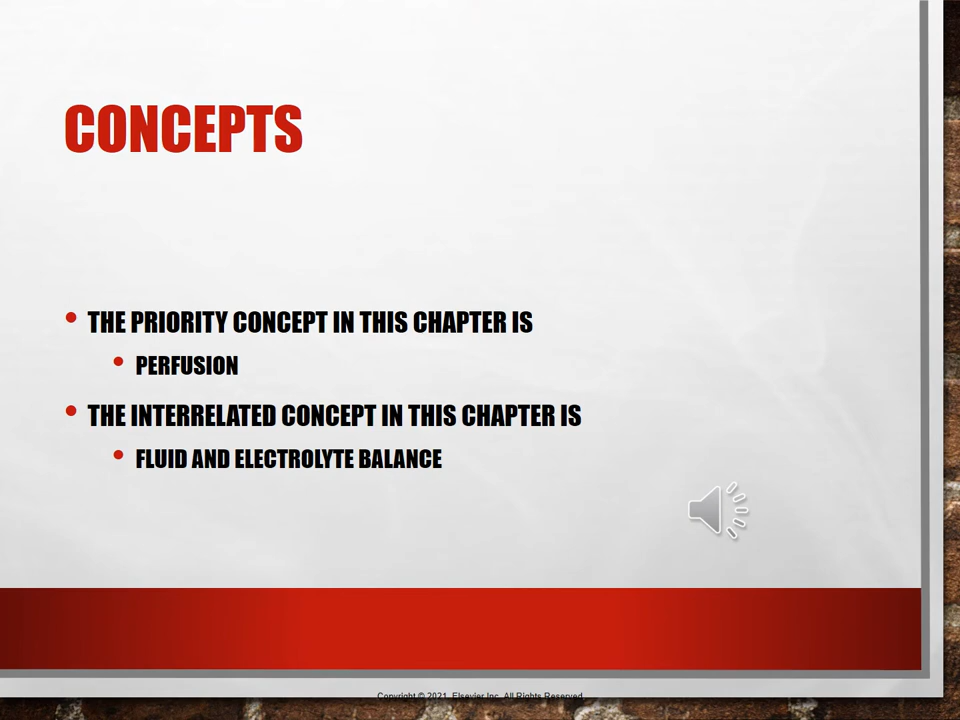 CONCEPTS
• THE PRIORITY CONCEPT IN THIS CHAPTER IS
• PERFUSION
• THE INTERRELATED CONCEPT IN THIS CHAPTER IS
• FLUID AND ELECTROLYTE BALANCE
Copyright © 2021, Elsevier Inc. All Rights Reserved.